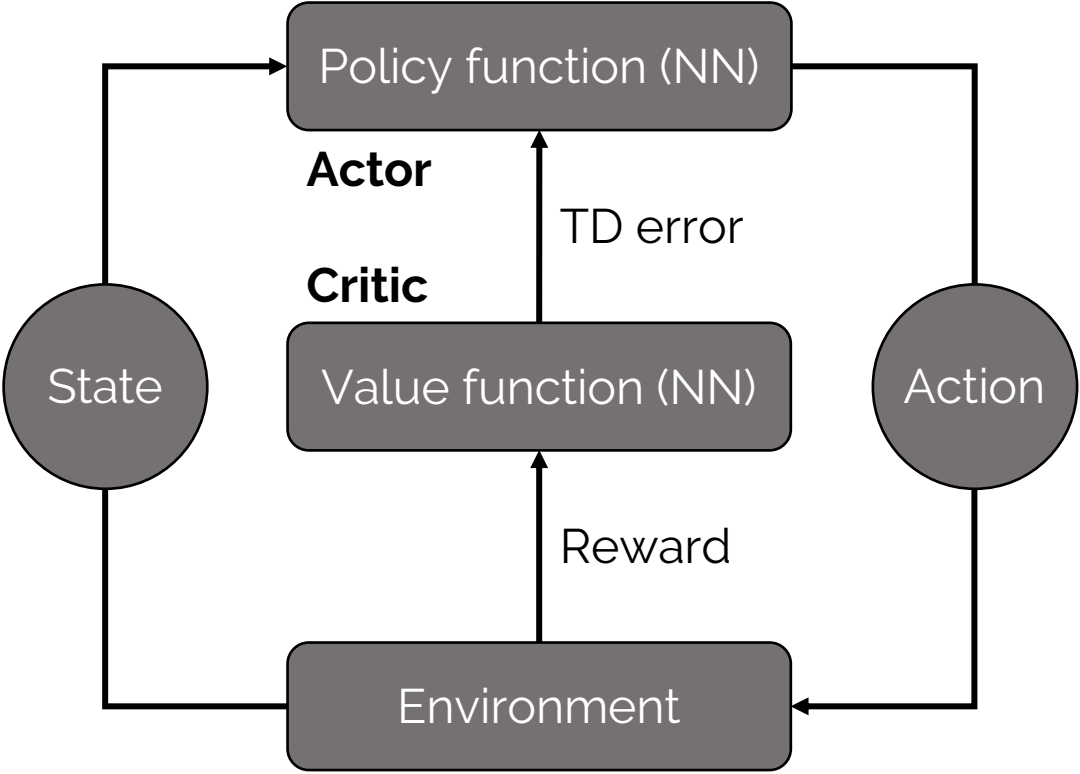 Policy function (NN)
Actor
TD error
Critic
State
Value function (NN)
Action
Reward
Environment